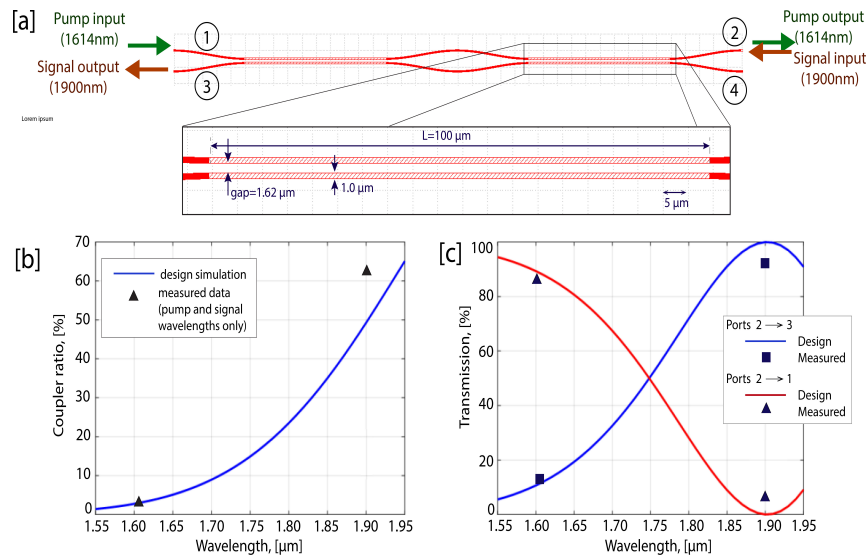 [a]
Pump input
(1614nm)
Signal output
(1900nm)
1
3
2
4
Pump output
(1614nm)
Signal input
(1900nm)
Lorem ipsum
L=100 µm
gap=1.62 µm
1.0 µm
5 µm
[b]
70
60
50
40
30
20
10
0
1.55
1.60
1.65
1.70
1.75
1.80
1.85
1.90
1.95
Coupler ratio, [%]
Wavelength, [µm]
design simulation
measured data
(pump and signal
wavelengths only)
[c]
100
80
60
40
20
0
1.55
1.60
1.65
1.70
1.75
1.80
1.85
1.90
1.95
Transmission, [%]
Wavelength, [µm]
Ports 2 → 3
Design
Measured
Ports 2 → 1
Design
Measured